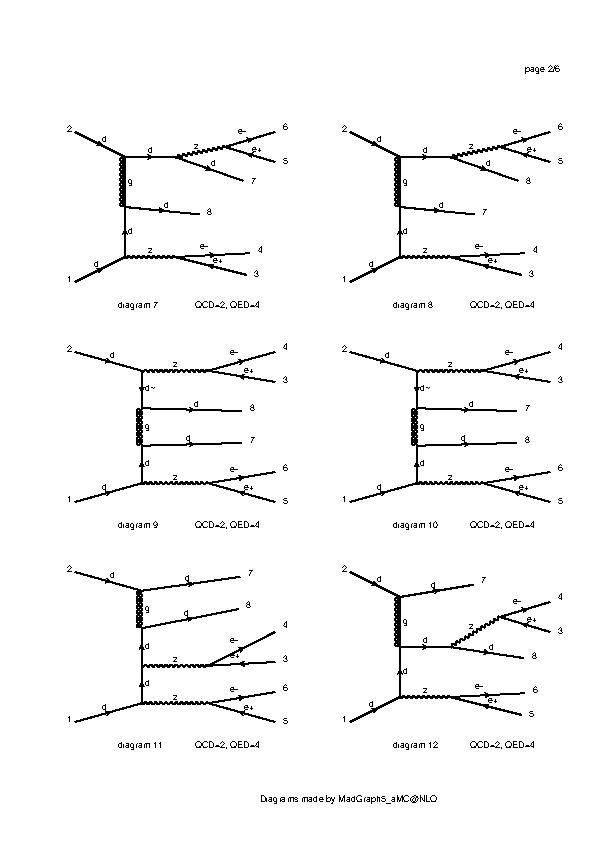 page 2/6
2 d d z e- 6
e+ 5
d 7
g
d 8
d
1 d z e- 4
e+ 3
diagram 7 QCD=2, QED=4
2 d d z e- 6
e+ 5
d 8
g
d 7
d
1 d z e- 4
e+ 3
diagram 8 QCD=2, QED=4
2 d z e- 4
e+ 3
d~
d 8
g
d 7
d
1 d z e- 6
e+ 5
diagram 9 QCD=2, QED=4
2 d z e- 4
e+ 3
d~
d 7
g
d 8
d
1 d z e- 6
e+ 5
diagram 10 QCD=2, QED=4
2 d d 7
g
d 8
d
z e- 4
e+ 3
d
1 d z e- 6
e+ 5
diagram 11 QCD=2, QED=4
2 d d 7
g
d z e- 4
e+ 3
d 8
d
1 d z e- 6
e+ 5
diagram 12 QCD=2, QED=4
Diagrams made by MadGraph5_aMC@NLO